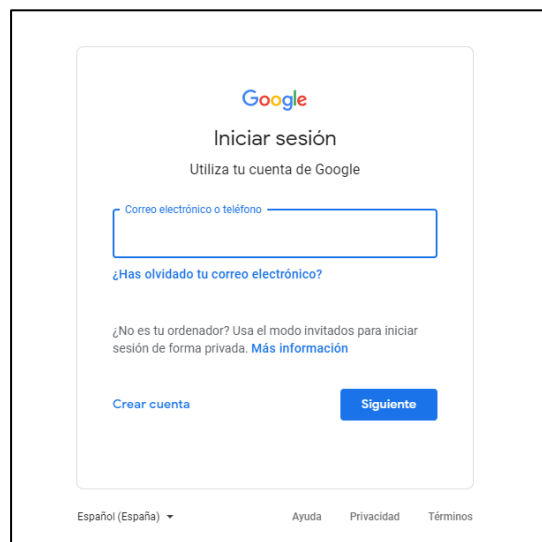 Google
Iniciar sesión
Utiliza tu cuenta de Google
Correo electrónico o teléfono
¿Has olvidado tu correo electrónico?
¿No es tu ordenador? Usa el modo invitados para iniciar
sesión de forma privada. Más información
Crear cuenta Siguiente
Español (España) Ayuda Privacidad Términos